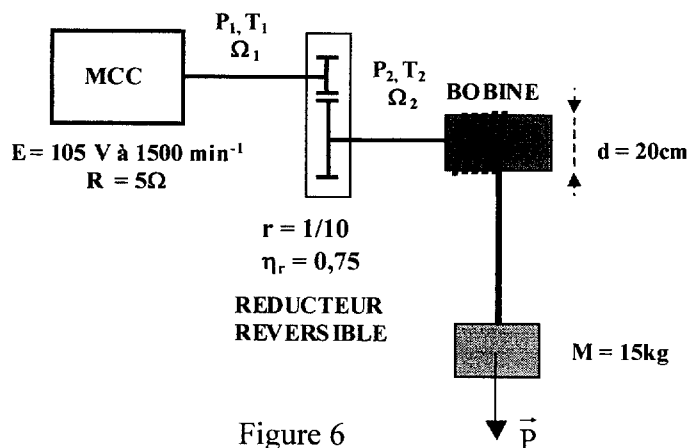 P₁, T₁
Ω₁
MCC
P₂, T₂
Ω₂
BOBINE
E = 105 V à 1500 min⁻¹
R = 5Ω
d = 20cm
r = 1/10
ηᵣ = 0,75
REDUCTEUR
REVERSIBLE
M = 15kg
P⃗
Figure 6